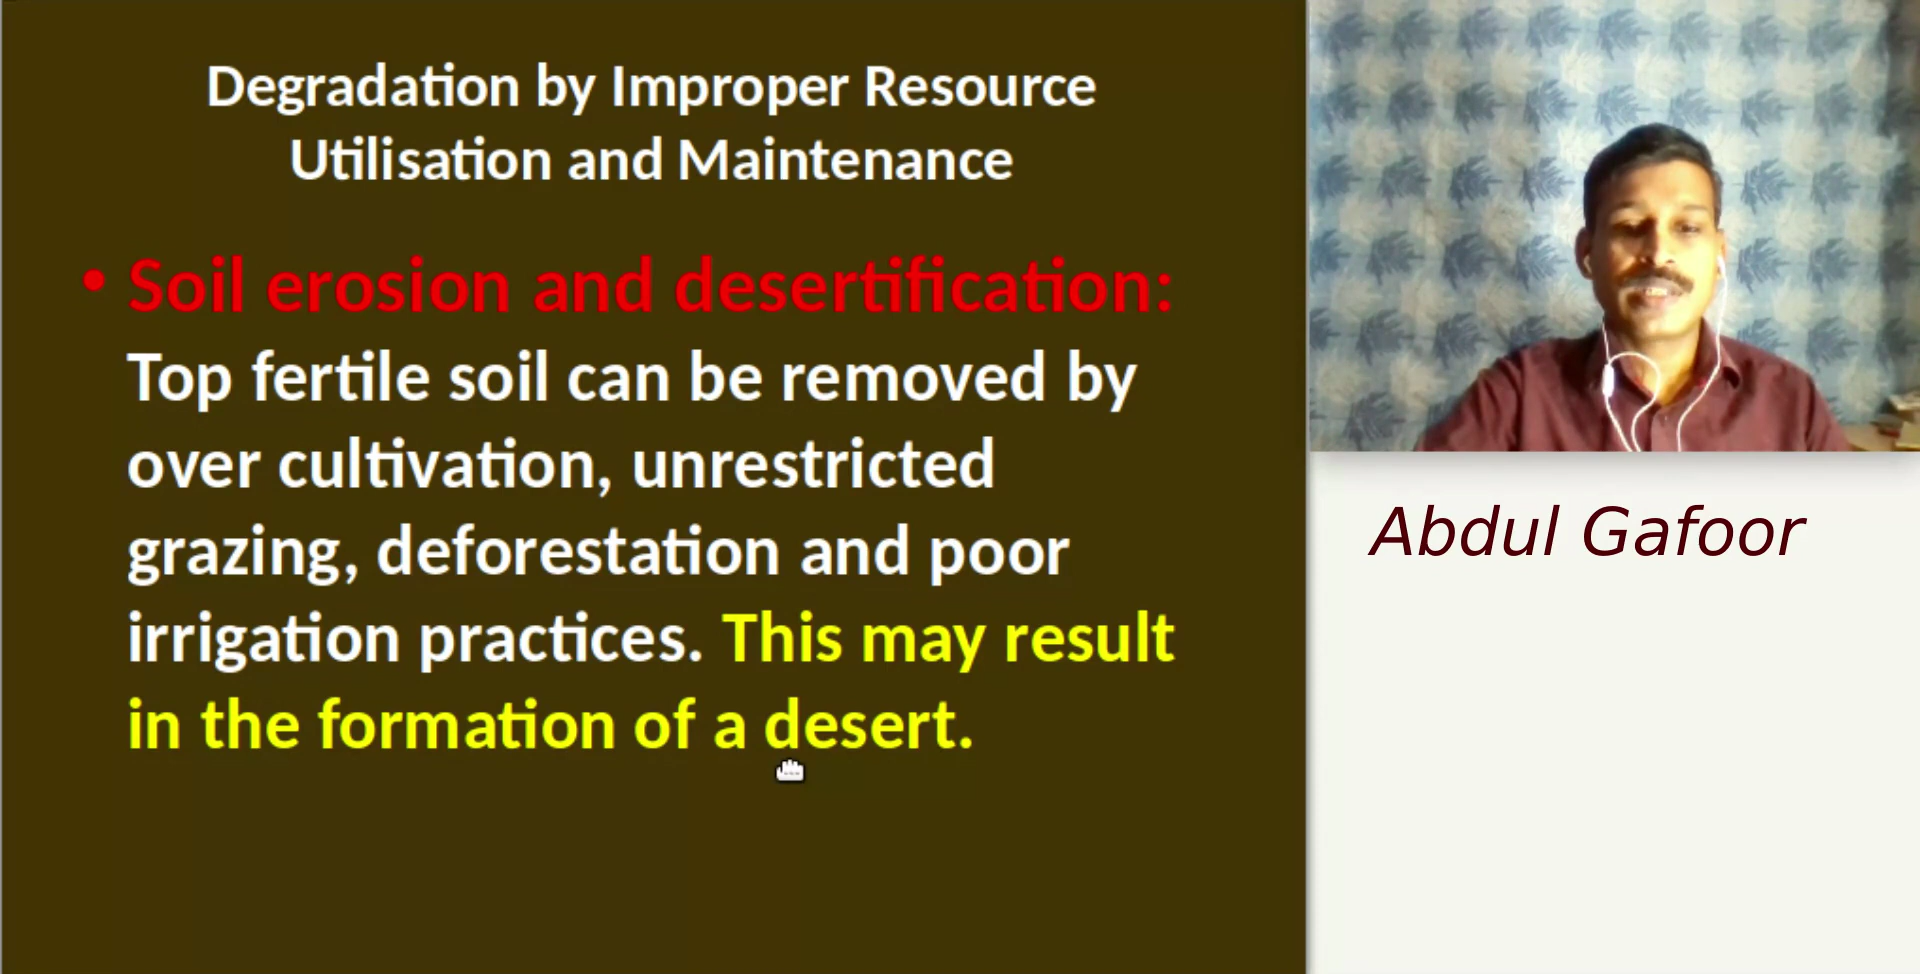 Degradation by Improper Resource
Utilisation and Maintenance
• Soil erosion and desertification:
Top fertile soil can be removed by
over cultivation, unrestricted
grazing, deforestation and poor
irrigation practices. This may result
in the formation of a desert.
Abdul Gafoor